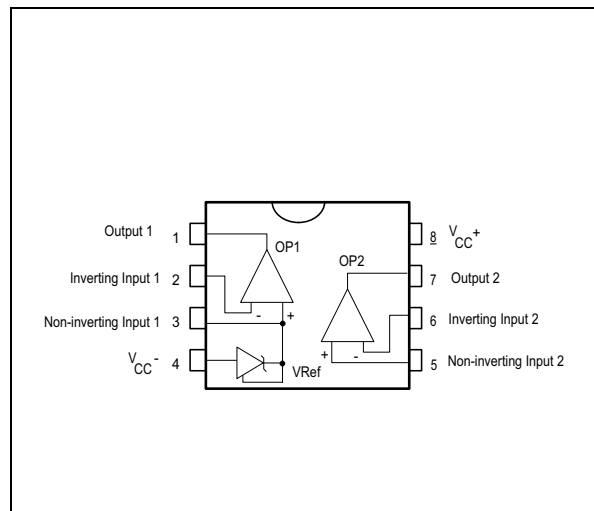 Output 1 1
Inverting Input 1 2
Non-inverting Input 1 3
VCC- 4
OP1
- +
VRef
OP2
+ -
8 VCC+
7 Output 2
6 Inverting Input 2
5 Non-inverting Input 2